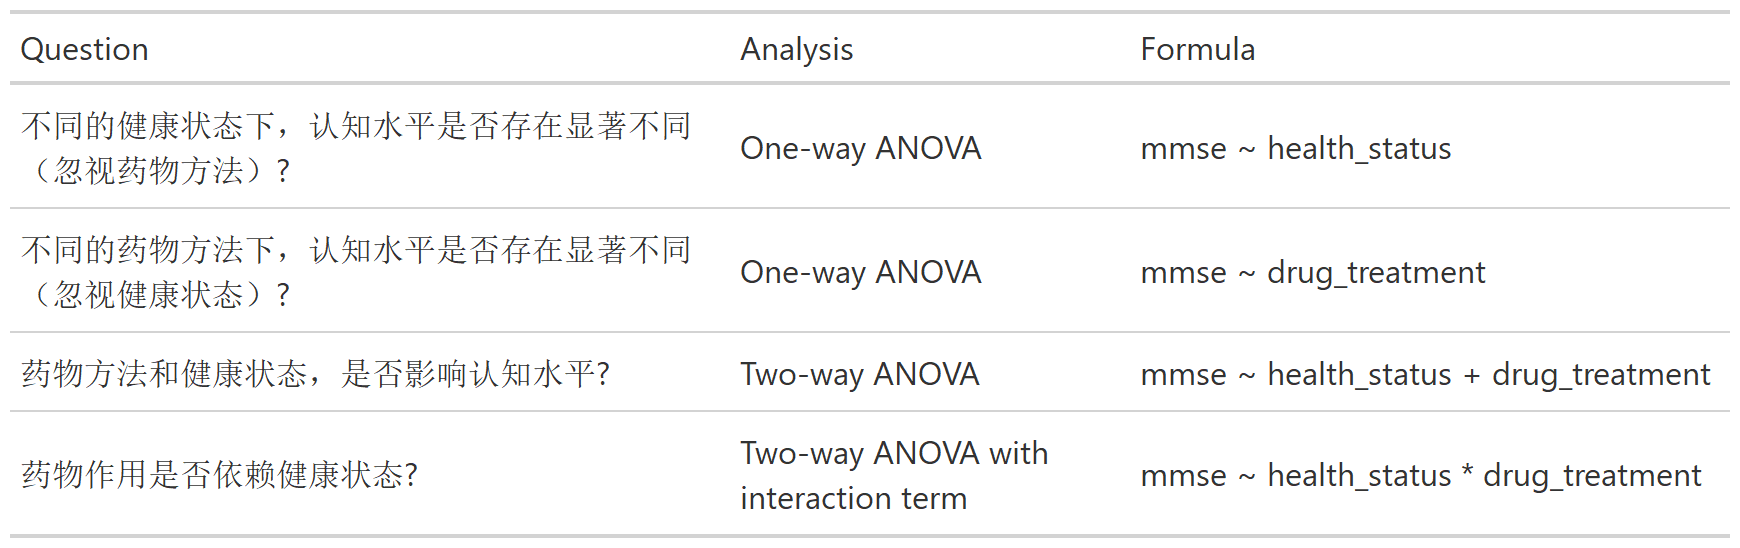 Question Analysis Formula
不同的健康状态下，认知水平是否存在显著不同
（忽视药物方法）?
One-way ANOVA
mmse ~ health_status
不同的药物方法下，认知水平是否存在显著不同
（忽视健康状态）?
One-way ANOVA
mmse ~ drug_treatment
药物方法和健康状态，是否影响认知水平?
Two-way ANOVA
mmse ~ health_status + drug_treatment
药物作用是否依赖健康状态?
Two-way ANOVA with
interaction term
mmse ~ health_status * drug_treatment